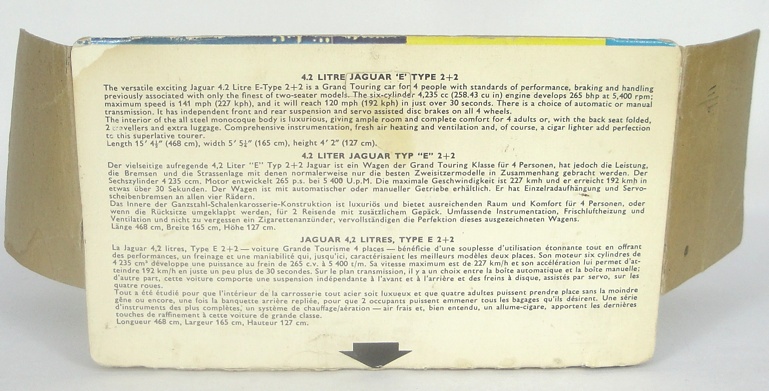 4.2 LITRE JAGUAR 'E' TYPE 2+2
The versatile exciting Jaguar 4.2 Litre E-Type 2+2 is a Grand Touring car for 4 people with standards of performance, braking and handling
previously associated with only the finest of two-seater models. The six-cylinder 4,235 cc (258.43 cu in) engine develops 265 bhp at 5,400 rpm;
maximum speed is 141 mph (227 kph), and it will reach 120 mph (192 kph) in just over 30 seconds. There is a choice of automatic or manual
transmission. It has independent front and rear suspension and servo assisted disc brakes on all 4 wheels.
The interior of the all steel monocoque body is luxurious, giving ample room and complete comfort for 4 adults or, with the back seat folded,
2 travellers and extra luggage. Comprehensive instrumentation, fresh air heating and ventilation and, of course, a cigar lighter add perfection
to this superlative tourer.
Length 15' 4½" (468 cm), width 5' 5¼" (165 cm), height 4' 2" (127 cm).
4,2 LITER JAGUAR TYP "E" 2+2
Der vielseitige aufregende 4,2 Liter "E" Typ 2+2 Jaguar ist ein Wagen der Grand Touring Klasse für 4 Personen, hat jedoch die Leistung,
die Bremsen und die Strassenlage mit denen normalerweise nur die besten Zweisitzermodelle in Zusammenhang gebracht werden. Der
Sechszylinder 4 235 ccm. Motor entwickelt 265 p.s. bei 5 400 U.p.M. Die maximale Geschwindigkeit ist 227 kmh und er erreicht 192 kmh in
etwas über 30 Sekunden. Der Wagen ist mit automatischer oder manueller Getriebe erhältlich. Er hat Einzelradaufhängung und Servo-
scheibenbremsen an allen vier Rädern.
Das Innere der Ganzstahl-Schalenkarosserie-Konstruktion ist luxuriös und bietet ausreichenden Raum und Komfort für 4 Personen, oder
wenn die Rücksitze umgeklappt werden, für 2 Reisende mit zusätzlichem Gepäck. Umfassende Instrumentation, Frischluftheizung und
Ventilation und nicht zu vergessen ein Zigarettenanzünder, vervollständigen die Perfektion dieses ausgezeichneten Wagens.
Länge 468 cm, Breite 165 cm, Höhe 127 cm.
JAGUAR 4,2 LITRES, TYPE E 2+2
La Jaguar 4,2 litres, Type E 2+2 — voiture Grande Tourisme 4 places — bénéficie d'une souplesse d'utilisation étonnante tout en offrant
des performances, un freinage et une maniabilité qui, jusqu'ici, caractérisaient les meilleurs modèles deux places. Son moteur six cylindres de
4 235 cm³ développe une puissance au frein de 265 c.v. à 5 400 t/m. Sa vitesse maximum est de 227 km/h et son accélération lui permet d'at-
teindre 192 km/h en juste un peu plus de 30 secondes. Sur le plan transmission, il y a un choix entre la boîte automatique et la boîte manuelle;
d'autre part, cette voiture comporte une suspension indépendante à l'avant et à l'arrière et des freins à disque, assistés par servo, sur les
quatre roues.
Tout a été étudié pour que l'intérieur de la carrosserie tout acier soit luxueux et que quatre adultes puissent prendre place sans la moindre
gêne ou encore, une fois la banquette arrière repliée, pour que 2 occupants puissent emmener tous les bagages qu'ils désirent. Une série
d'instruments des plus complètes, un système de chauffage/aération — air frais et, bien entendu, un allume-cigare, apportent les dernières
touches de raffinement à cette voiture de grande classe.
Longueur 468 cm, Largeur 165 cm, Hauteur 127 cm.